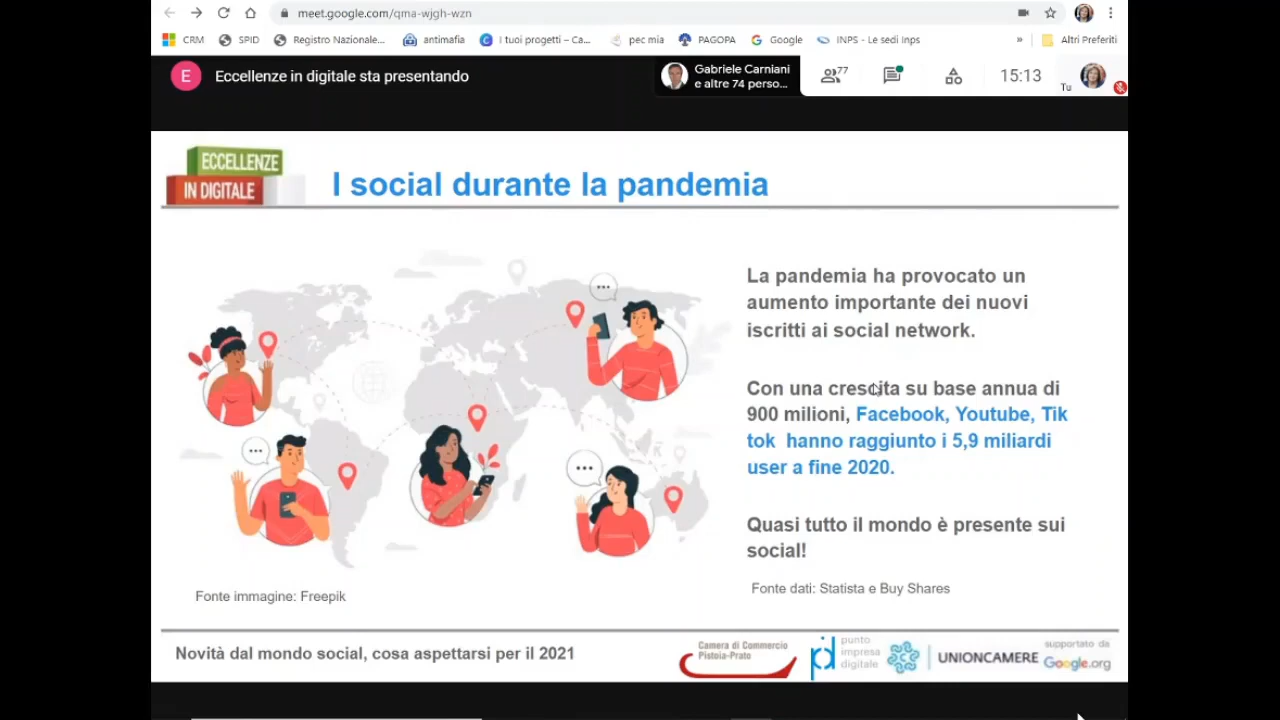 meet.google.com/qma-wjgh-wzn
CRM SPID Registro Nazionale... antimafia I tuoi progetti – Ca... pec mia PAGOPA Google INPS - Le sedi Inps » Altri Preferiti
E Eccellenze in digitale sta presentando
Gabriele Carniani
e altre 74 perso...
77
15:13
Tu
ECCELLENZE
IN DIGITALE
I social durante la pandemia
La pandemia ha provocato un
aumento importante dei nuovi
iscritti ai social network.
Con una crescita su base annua di
900 milioni, Facebook, Youtube, Tik
tok hanno raggiunto i 5,9 miliardi
user a fine 2020.
Quasi tutto il mondo è presente sui
social!
Fonte dati: Statista e Buy Shares
Fonte immagine: Freepik
Novità dal mondo social, cosa aspettarsi per il 2021
Camera di Commercio
Pistoia-Prato
pid
punto
impresa
digitale
UNIONCAMERE
supportato da
Google.org